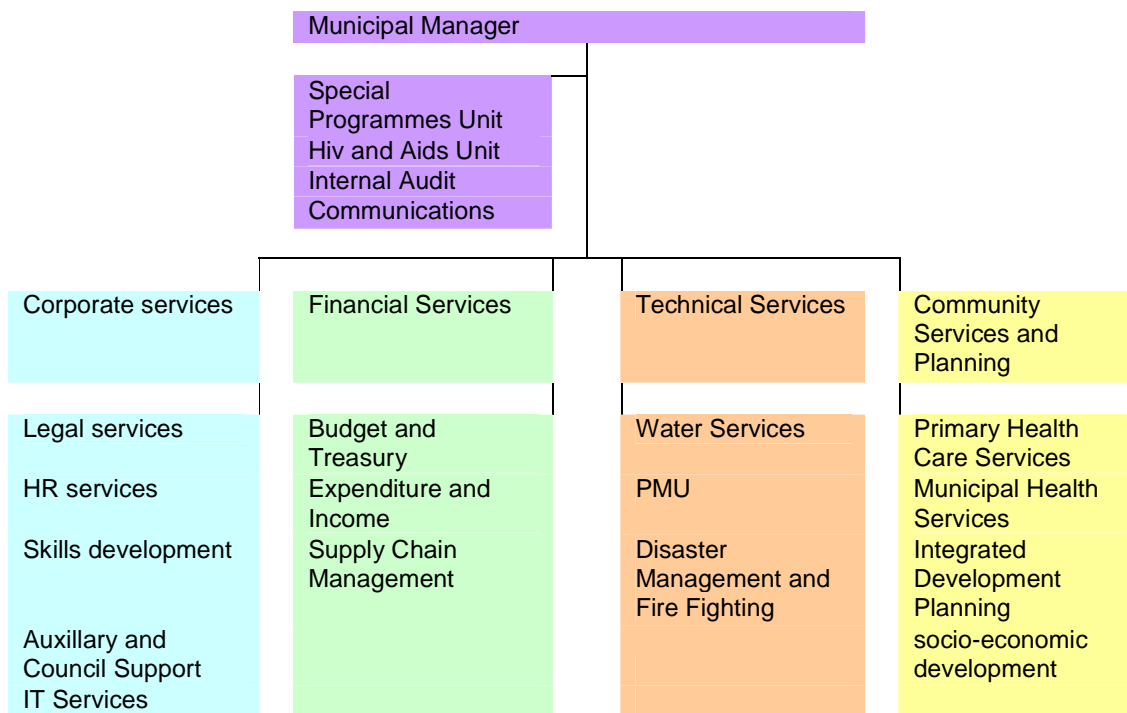 Municipal Manager
Special
Programmes Unit
Hiv and Aids Unit
Internal Audit
Communications
Corporate services
Financial Services
Technical Services
Community
Services and
Planning
Legal services
HR services
Skills development
Auxillary and
Council Support
IT Services
Budget and
Treasury
Expenditure and
Income
Supply Chain
Management
Water Services
PMU
Disaster
Management and
Fire Fighting
Primary Health
Care Services
Municipal Health
Services
Integrated
Development
Planning
socio-economic
development